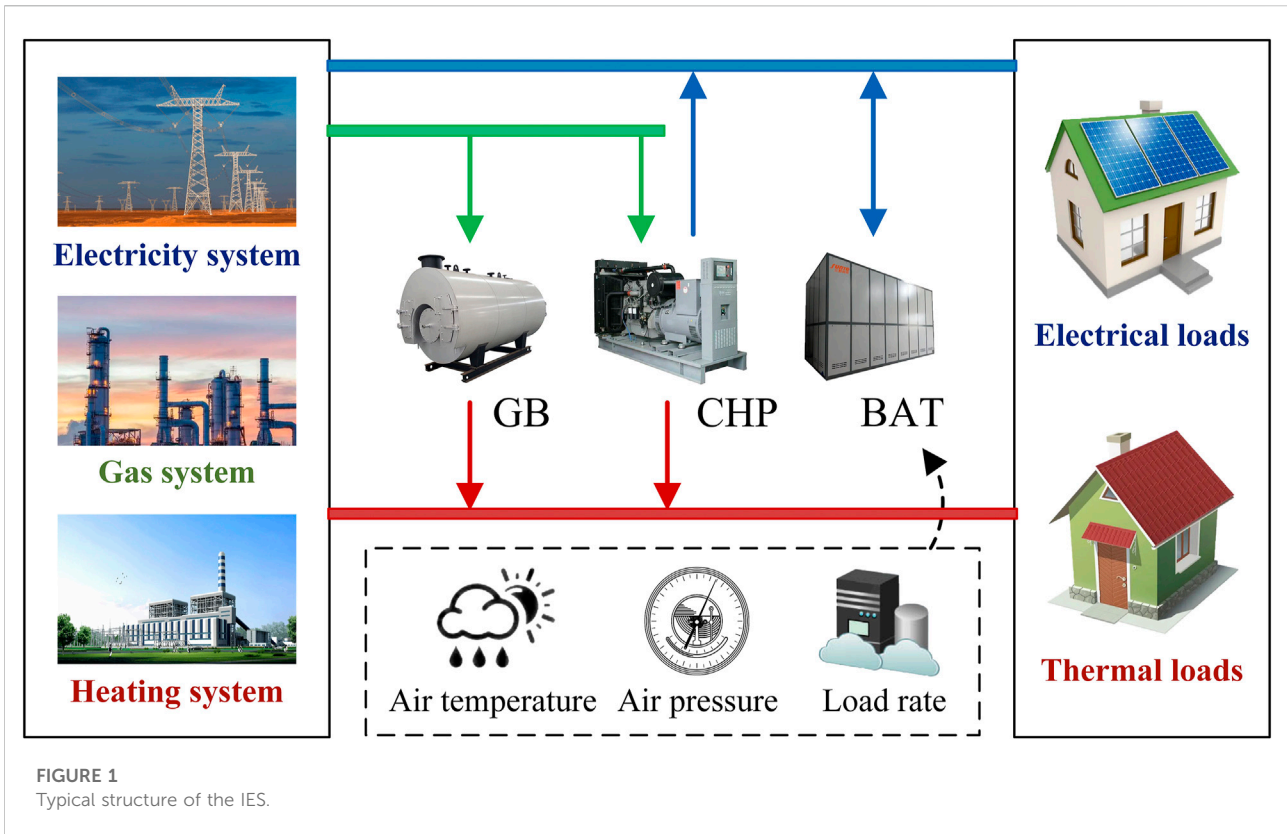 Electricity system
Gas system
Heating system
GB
CHP
BAT
Air temperature
Air pressure
Load rate
Electrical loads
Thermal loads
FIGURE 1
Typical structure of the IES.